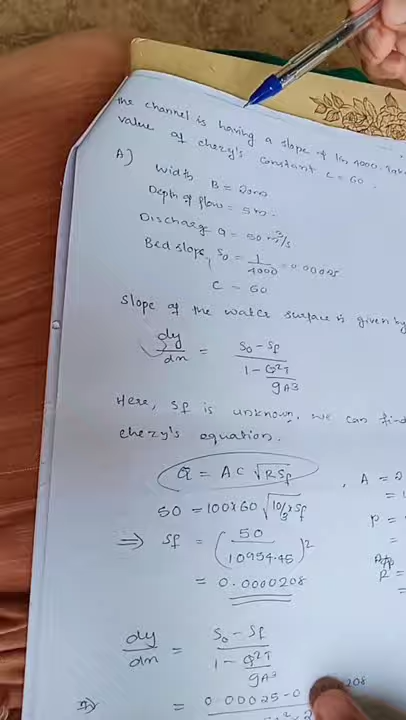 the channel is having a slope of 1 in 4000. Take
value of chezy's constant C = 60.
A)
Width B = 20m
Depth of flow = 5m.
Discharge Q = 50 m³/s
Bed slope, S₀ = 1/4000 = 0.00025
C = 60
Slope of the water surface is given by
dy/dn = (S₀ - Sf) / (1 - Q²T/gA³)
Here, Sf is unknown, we can find
chezy's equation.
Q = AC √RSf , A = 2
50 = 100×60 √10/3 × Sf
P =
⇒ Sf = (50/10954.45)²
A/p
R =
= 0.0000208
dy/dn = (S₀ - Sf) / (1 - Q²T/gA³)
⇒ = 0.00025-0 208